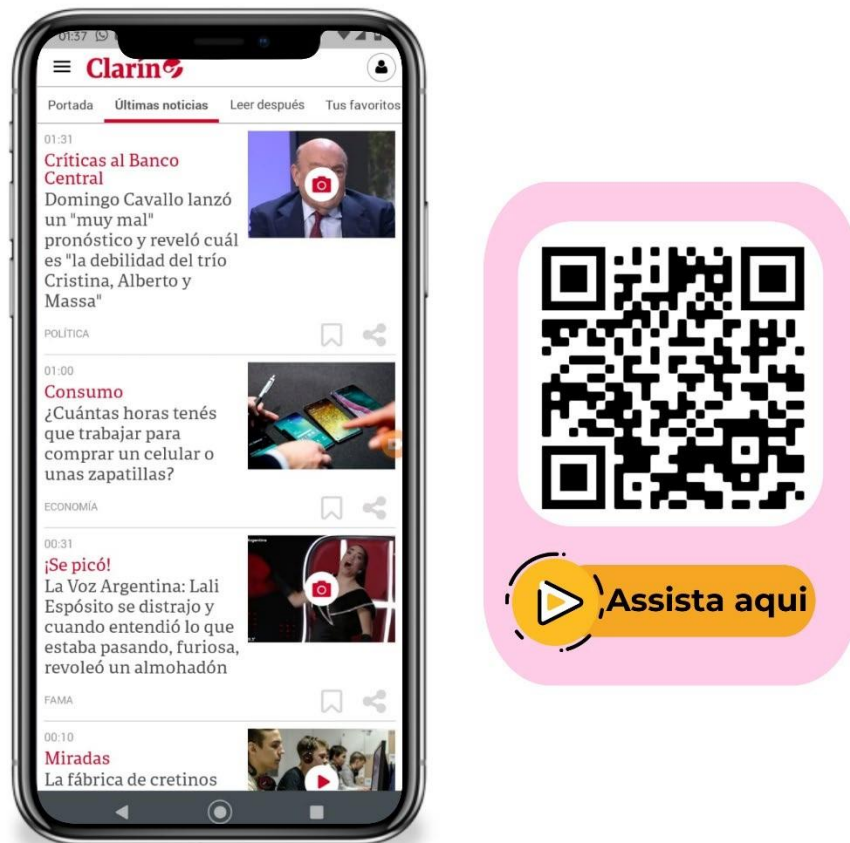 01:37
Clarín
Portada Últimas noticias Leer después Tus favoritos
01:31
Críticas al Banco
Central
Domingo Cavallo lanzó
un "muy mal"
pronóstico y reveló cuál
es "la debilidad del trío
Cristina, Alberto y
Massa"
POLÍTICA
01:00
Consumo
¿Cuántas horas tenés
que trabajar para
comprar un celular o
unas zapatillas?
ECONOMÍA
00:31
¡Se picó!
La Voz Argentina: Lali
Espósito se distrajo y
cuando entendió lo que
estaba pasando, furiosa,
revoleó un almohadón
FAMA
00:10
Miradas
La fábrica de cretinos
Assista aqui